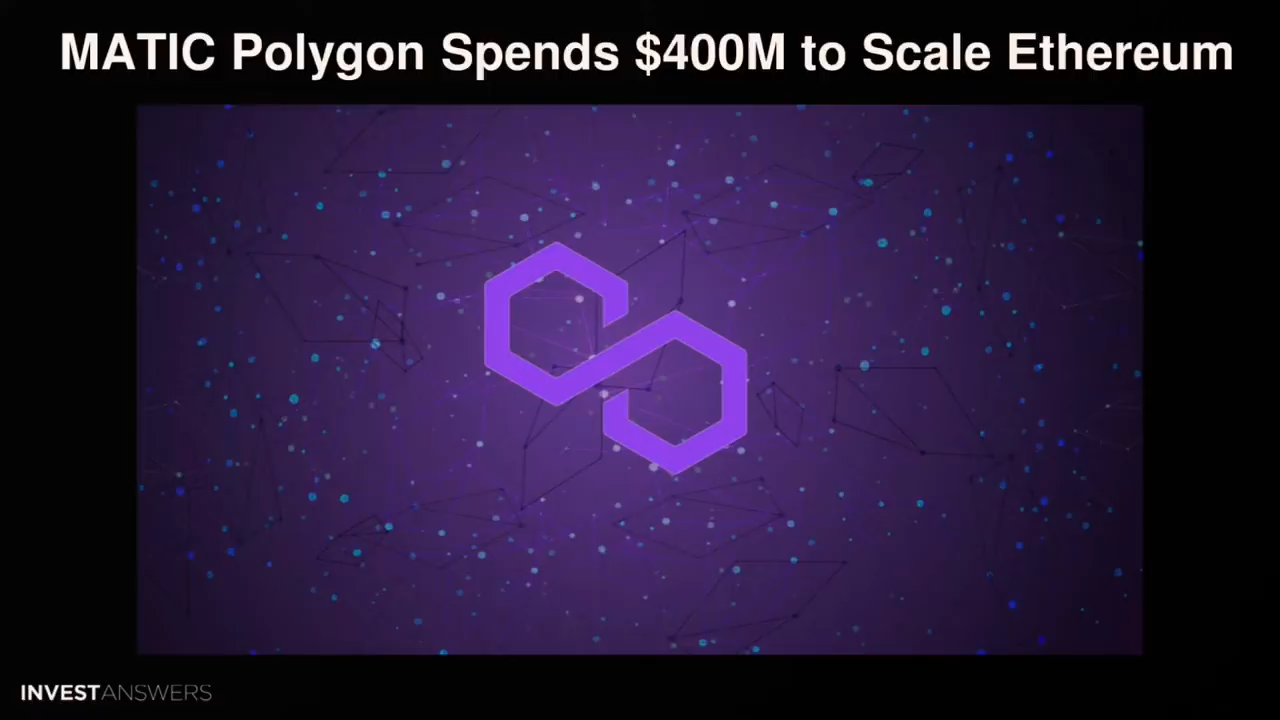 MATIC Polygon Spends $400M to Scale Ethereum
INVESTANSWERS